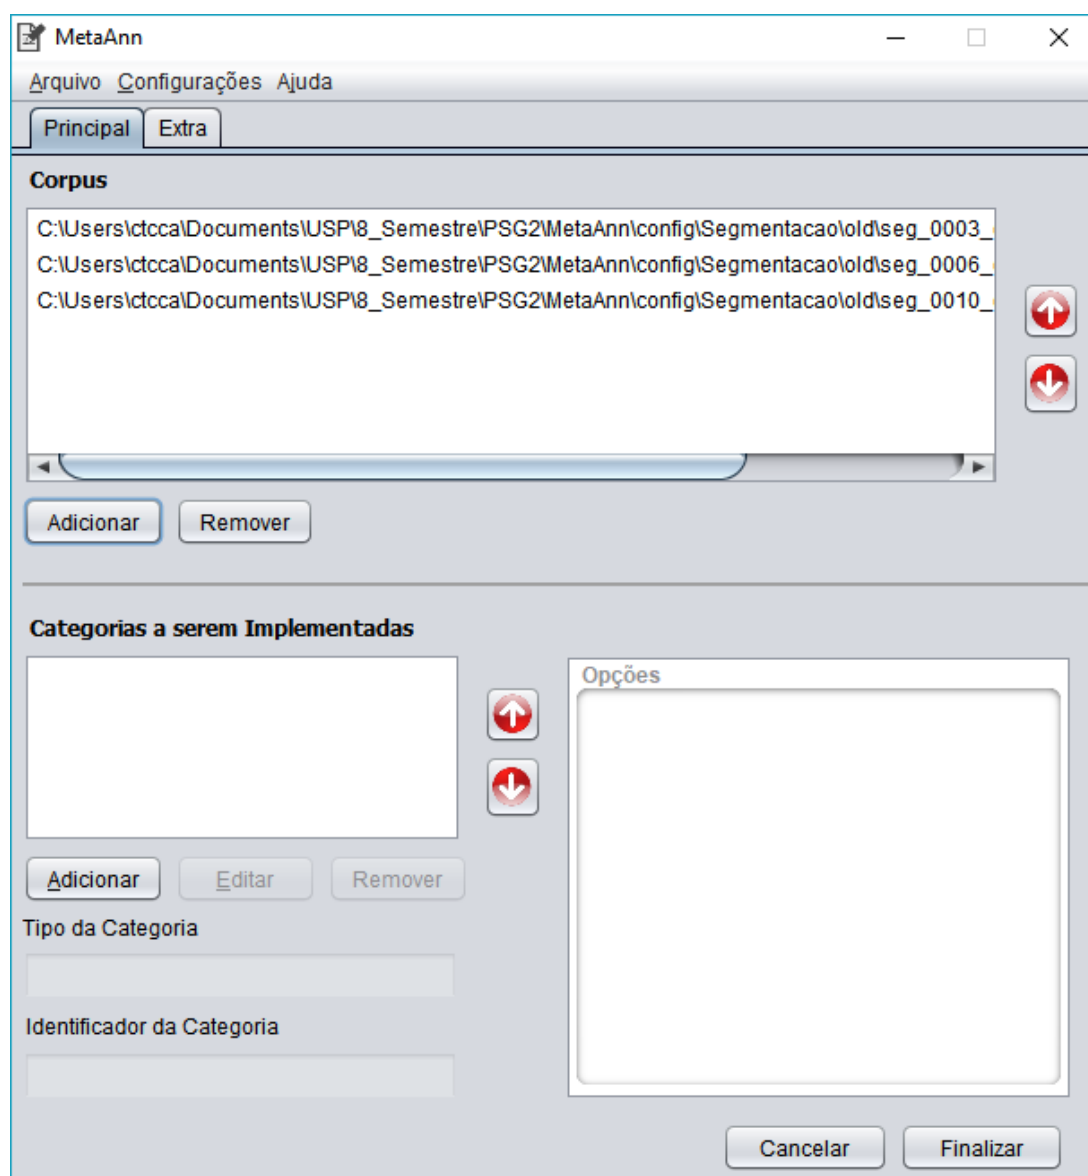 MetaAnn
Arquivo Configurações Ajuda
Principal Extra
Corpus
C:\Users\ctcca\Documents\USP\8_Semestre\PSG2\MetaAnn\config\Segmentacao\old\seg_0003_
C:\Users\ctcca\Documents\USP\8_Semestre\PSG2\MetaAnn\config\Segmentacao\old\seg_0006_
C:\Users\ctcca\Documents\USP\8_Semestre\PSG2\MetaAnn\config\Segmentacao\old\seg_0010_
Adicionar Remover
Categorias a serem Implementadas
Opções
Adicionar Editar Remover
Tipo da Categoria
Identificador da Categoria
Cancelar Finalizar